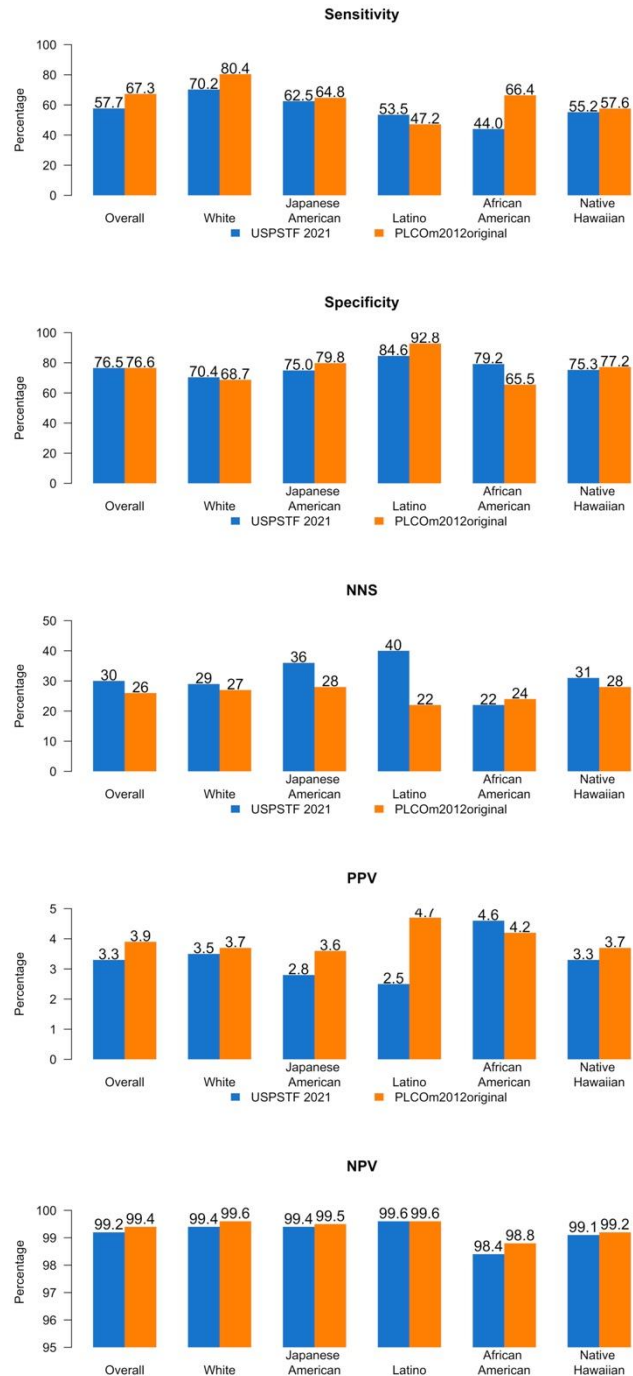 Sensitivity
Percentage
100
80
60
40
20
0
57.7 67.3 70.2 80.4 62.5 64.8 53.5 47.2 44.0 66.4 55.2 57.6
Overall White Japanese American Latino African American Native Hawaiian
USPSTF 2021 PLCOm2012original
Specificity
Percentage
100
80
60
40
20
0
76.5 76.6 70.4 68.7 75.0 79.8 84.6 92.8 79.2 65.5 75.3 77.2
Overall White Japanese American Latino African American Native Hawaiian
USPSTF 2021 PLCOm2012original
NNS
Percentage
50
40
30
20
10
0
30 26 29 27 36 28 40 22 22 24 31 28
Overall White Japanese American Latino African American Native Hawaiian
USPSTF 2021 PLCOm2012original
PPV
Percentage
5
4
3
2
1
0
3.3 3.9 3.5 3.7 2.8 3.6 2.5 4.7 4.6 4.2 3.3 3.7
Overall White Japanese American Latino African American Native Hawaiian
USPSTF 2021 PLCOm2012original
NPV
Percentage
100
99
98
97
96
95
99.2 99.4 99.4 99.6 99.4 99.5 99.6 99.6 98.4 98.8 99.1 99.2
Overall White Japanese American Latino African American Native Hawaiian